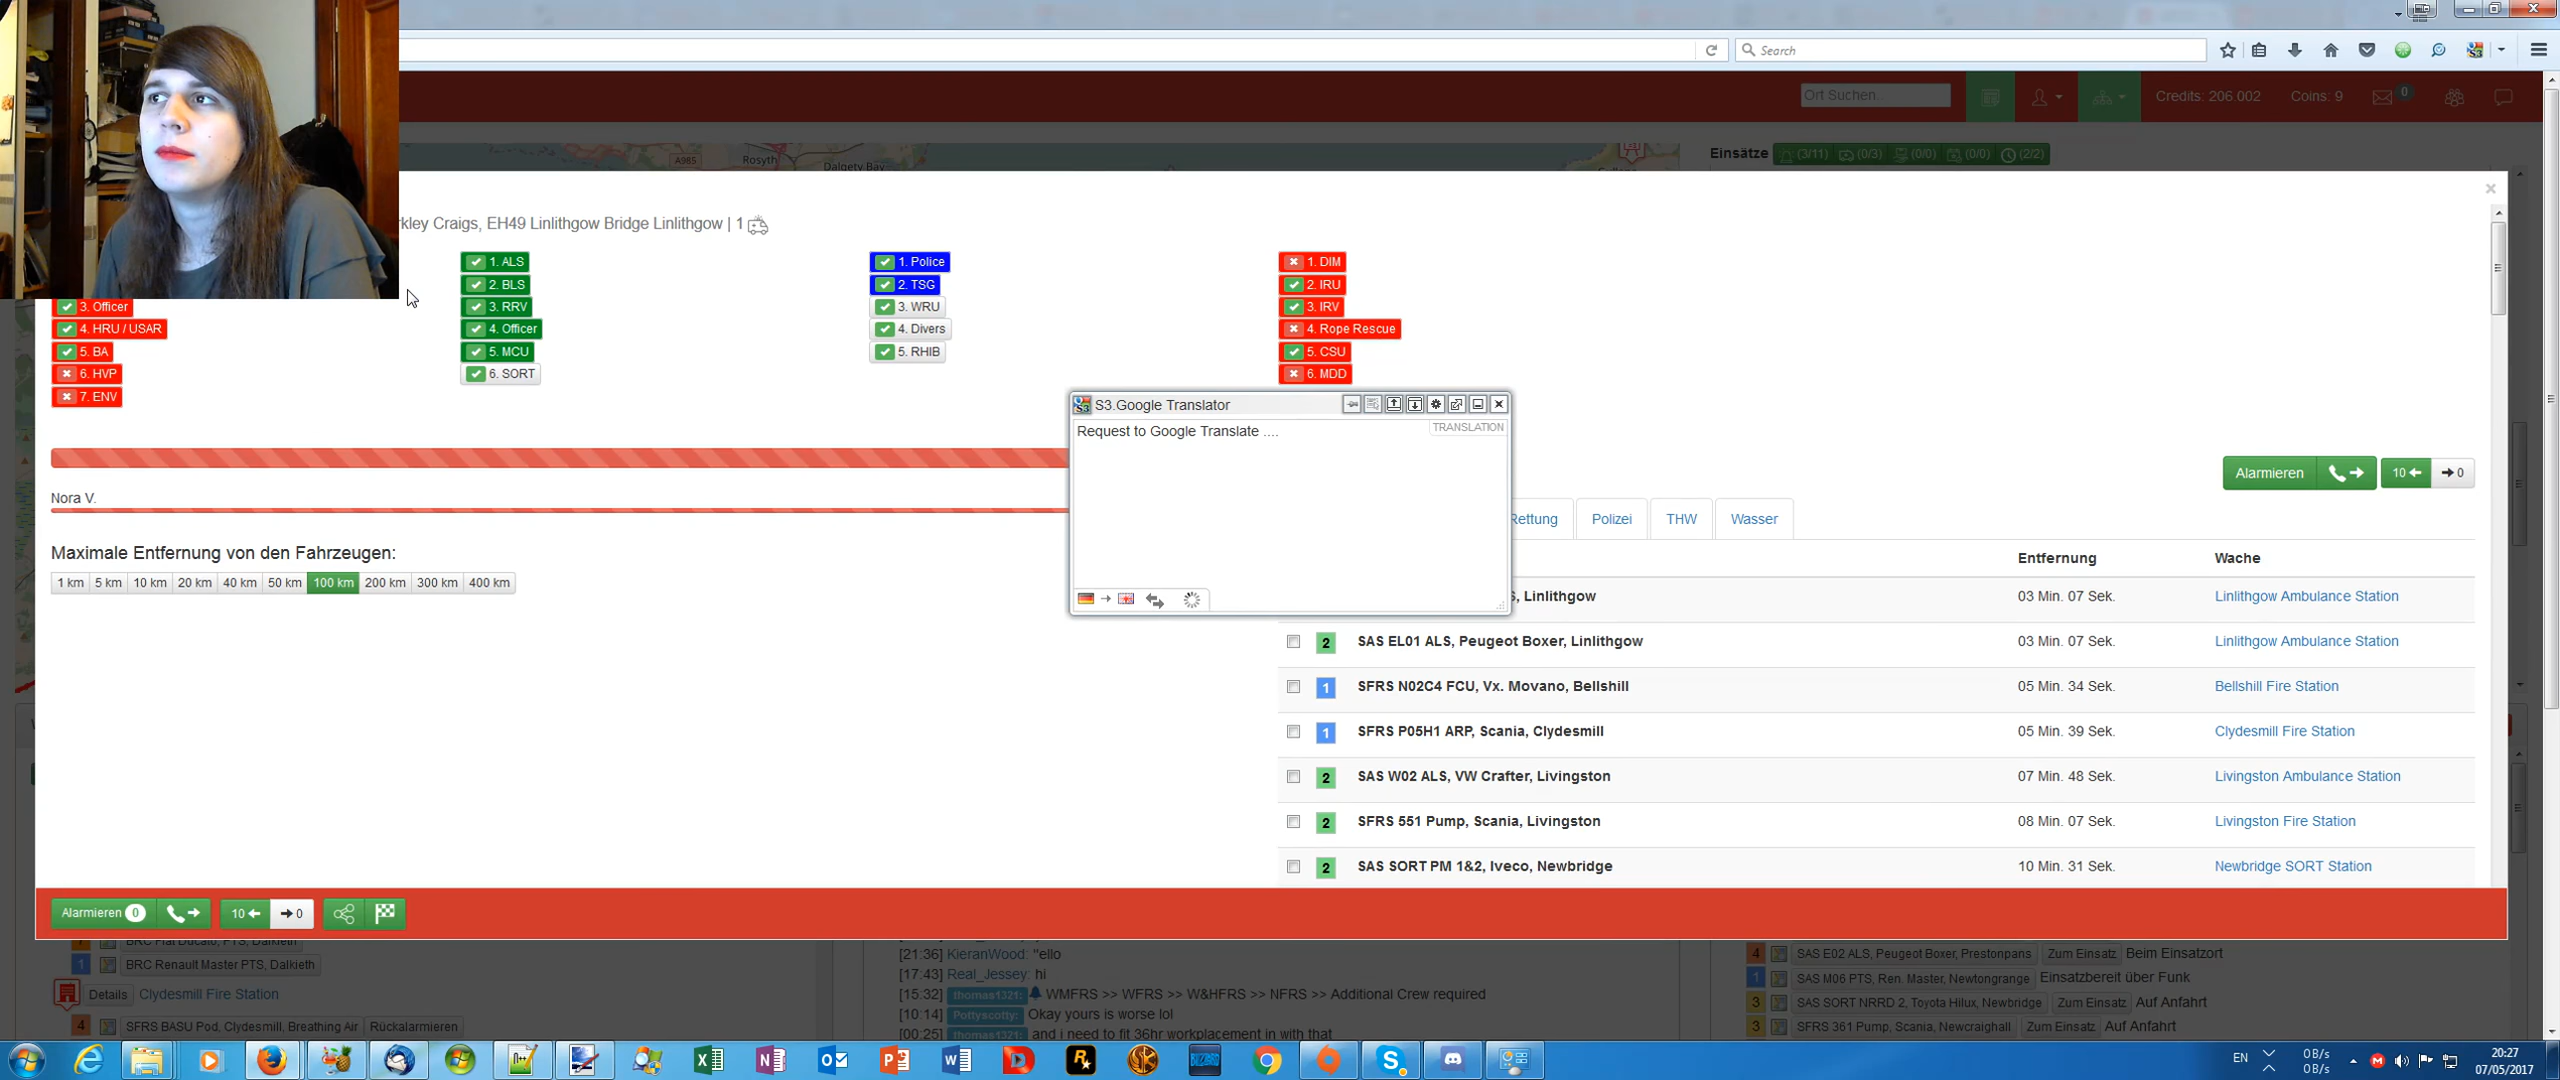 Search
Ort Suchen...
Credits: 206.002
Coins: 9
0
A985
Rosyth
Dalgety Bay
Einsätze
(3/11)
(0/3)
(0/0)
(0/0)
(2/2)
rkley Craigs, EH49 Linlithgow Bridge Linlithgow | 1
3. Officer
4. HRU / USAR
5. BA
6. HVP
7. ENV
1. ALS
2. BLS
3. RRV
4. Officer
5. MCU
6. SORT
1. Police
2. TSG
3. WRU
4. Divers
5. RHIB
1. DIM
2. IRU
3. IRV
4. Rope Rescue
5. CSU
6. MDD
S3.Google Translator
Request to Google Translate ....
TRANSLATION
Alarmieren
10
0
Nora V.
Maximale Entfernung von den Fahrzeugen:
1 km 5 km 10 km 20 km 40 km 50 km 100 km 200 km 300 km 400 km
Rettung Polizei THW Wasser
Entfernung Wache
S, Linlithgow 03 Min. 07 Sek. Linlithgow Ambulance Station
2 SAS EL01 ALS, Peugeot Boxer, Linlithgow 03 Min. 07 Sek. Linlithgow Ambulance Station
1 SFRS N02C4 FCU, Vx. Movano, Bellshill 05 Min. 34 Sek. Bellshill Fire Station
1 SFRS P05H1 ARP, Scania, Clydesmill 05 Min. 39 Sek. Clydesmill Fire Station
2 SAS W02 ALS, VW Crafter, Livingston 07 Min. 48 Sek. Livingston Ambulance Station
2 SFRS 551 Pump, Scania, Livingston 08 Min. 07 Sek. Livingston Fire Station
2 SAS SORT PM 1&2, Iveco, Newbridge 10 Min. 31 Sek. Newbridge SORT Station
Alarmieren 0
10
0
BRC Fiat Ducato, PTS, Dalkeith
1 BRC Renault Master PTS, Dalkieth
Details Clydesmill Fire Station
4 SFRS BASU Pod, Clydesmill, Breathing Air Rückalarmieren
[21:36] KieranWood: "ello
[17:43] Real_Jessey: hi
[15:32] thomas1321: WMFRS >> WFRS >> W&HFRS >> NFRS >> Additional Crew required
[10:14] Pottyscotty: Okay yours is worse lol
[00:25] thomas1321: and i need to fit 36hr workplacement in with that
4 SAS E02 ALS, Peugeot Boxer, Prestonpans Zum Einsatz Beim Einsatzort
1 SAS M06 PTS, Ren. Master, Newtongrange Einsatzbereit über Funk
3 SAS SORT NRRD 2, Toyota Hilux, Newbridge Zum Einsatz Auf Anfahrt
3 SFRS 361 Pump, Scania, Newcraighall Zum Einsatz Auf Anfahrt
EN
0B/s
0B/s
20:27
07/05/2017